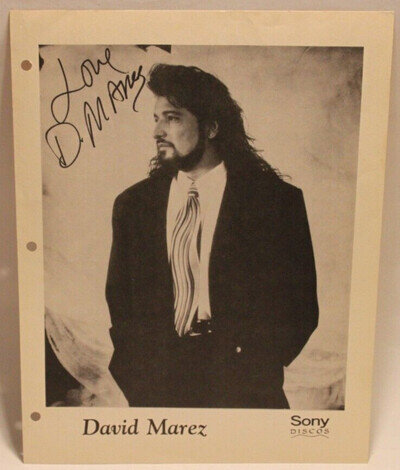 Love
D. Marez
David Marez
Sony
DISCOS